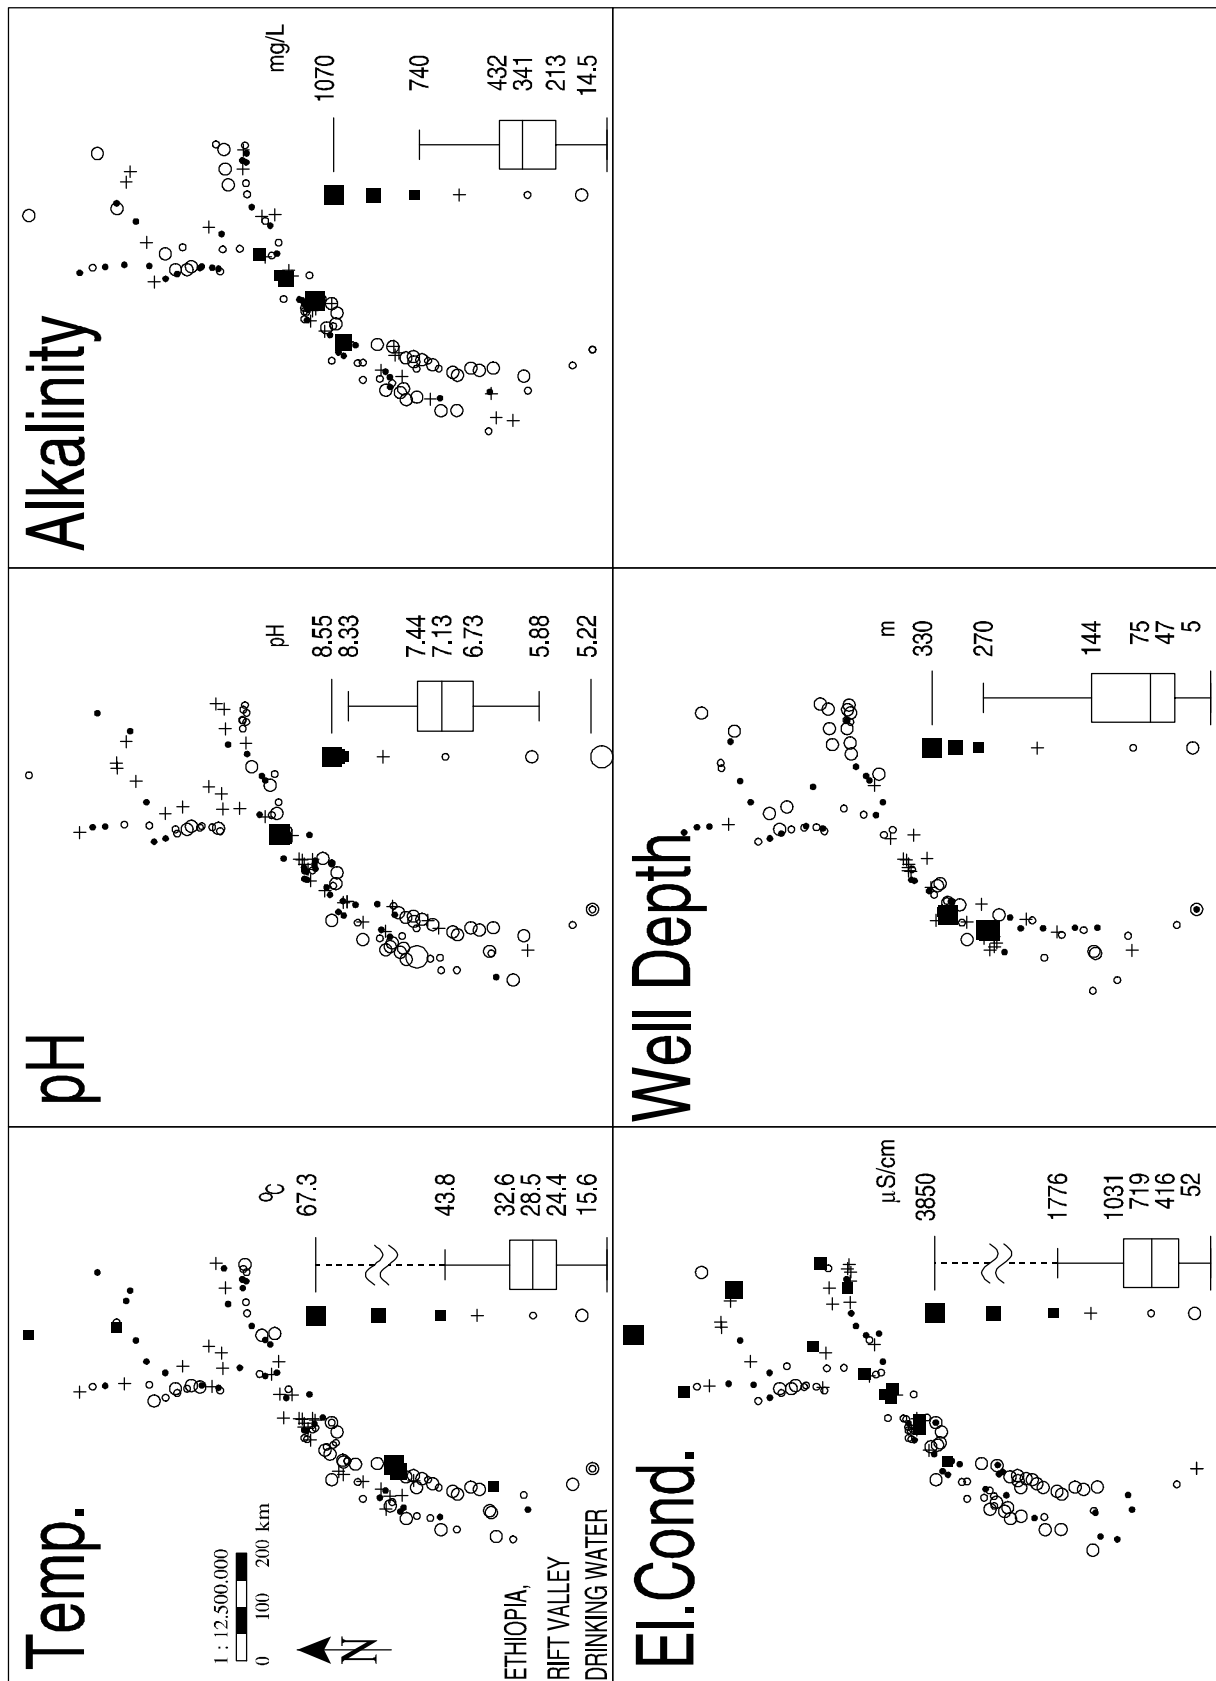 Temp.
1 : 12.500.000
0 100 200 km
N
ETHIOPIA,
RIFT VALLEY
DRINKING WATER
°C
67.3
43.8
32.6
28.5
24.4
15.6
pH
pH
8.55
8.33
7.44
7.13
6.73
5.88
5.22
Alkalinity
mg/L
1070
740
432
341
213
14.5
El.Cond.
µS/cm
3850
1776
1031
719
416
52
Well Depth
m
330
270
144
75
47
5